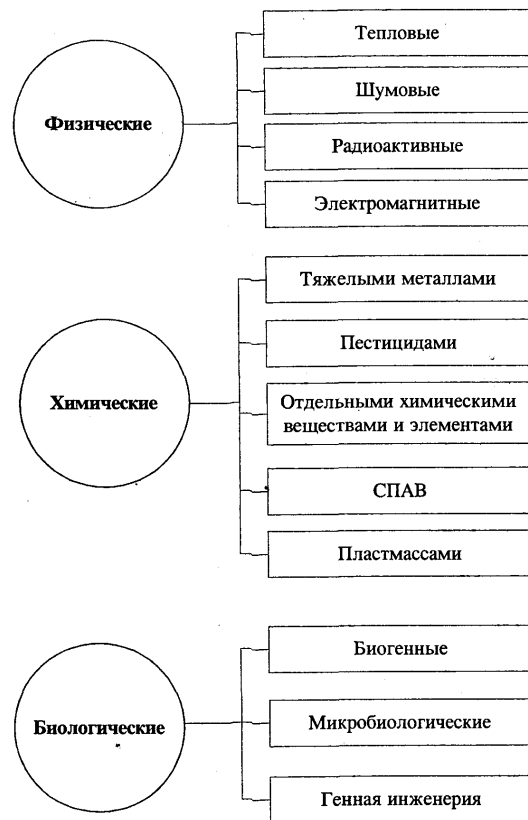 Физические
Тепловые
Шумовые
Радиоактивные
Электромагнитные
Химические
Тяжелыми металлами
Пестицидами
Отдельными химическими
веществами и элементами
СПАВ
Пластмассами
Биологические
Биогенные
Микробиологические
Генная инженерия